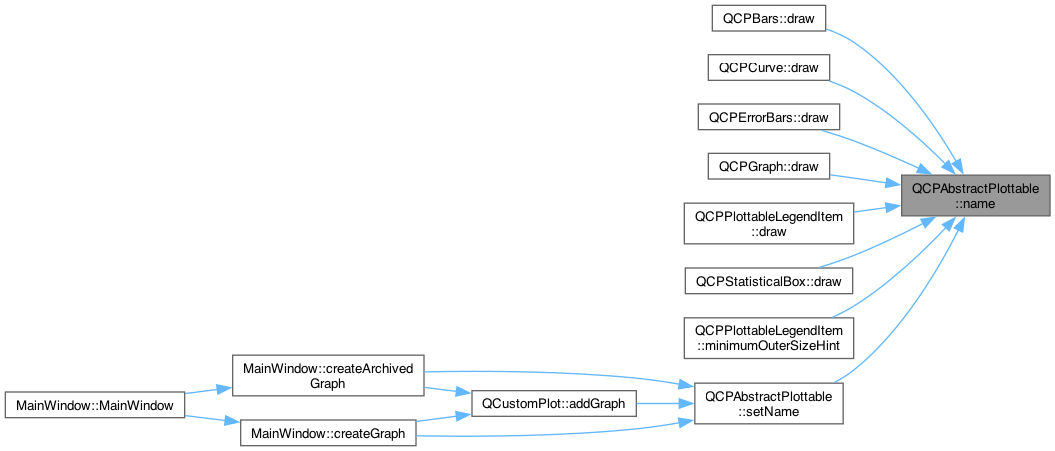 QCPBars::draw
QCPCurve::draw
QCPErrorBars::draw
QCPGraph::draw
QCPAbstractPlottable
::name
QCPPlottableLegendItem
::draw
QCPStatisticalBox::draw
QCPPlottableLegendItem
::minimumOuterSizeHint
MainWindow::createArchived
Graph
MainWindow::MainWindow
QCustomPlot::addGraph
QCPAbstractPlottable
::setName
MainWindow::createGraph